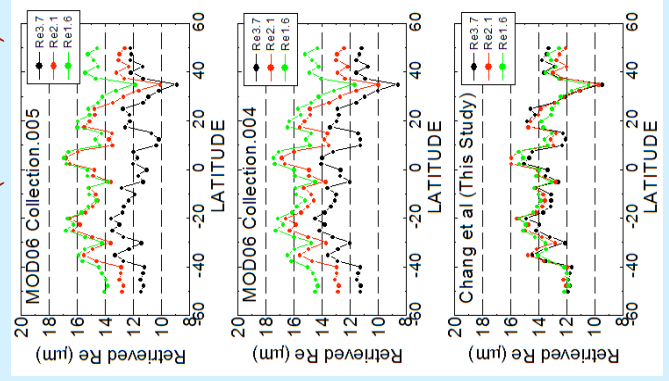 MOD06 Collection.005
Re3.7
Re2.1
Re1.6
Retrieved Re (µm)
20
18
16
14
12
10
8
-60
-40
-20
0
20
40
60
LATITUDE
MOD06 Collection.004
Re3.7
Re2.1
Re1.6
Retrieved Re (µm)
20
18
16
14
12
10
8
-60
-40
-20
0
20
40
60
LATITUDE
Chang et al (This Study)
Re3.7
Re2.1
Re1.6
Retrieved Re (µm)
20
18
16
14
12
10
8
-60
-40
-20
0
20
40
60
LATITUDE